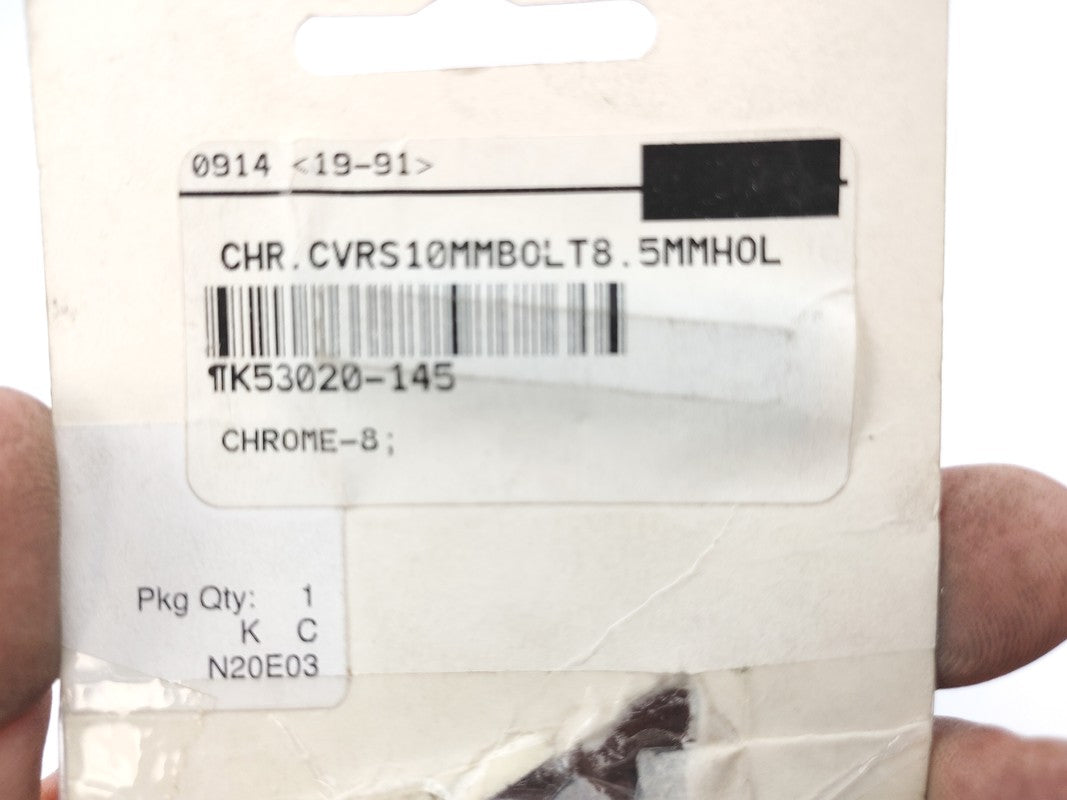 0914 <19-91>
CHR.CVRS10MMBOLT8.5MMHOL
¶K53020-145
CHROME-8;
Pkg Qty: 1
K C
N20E03